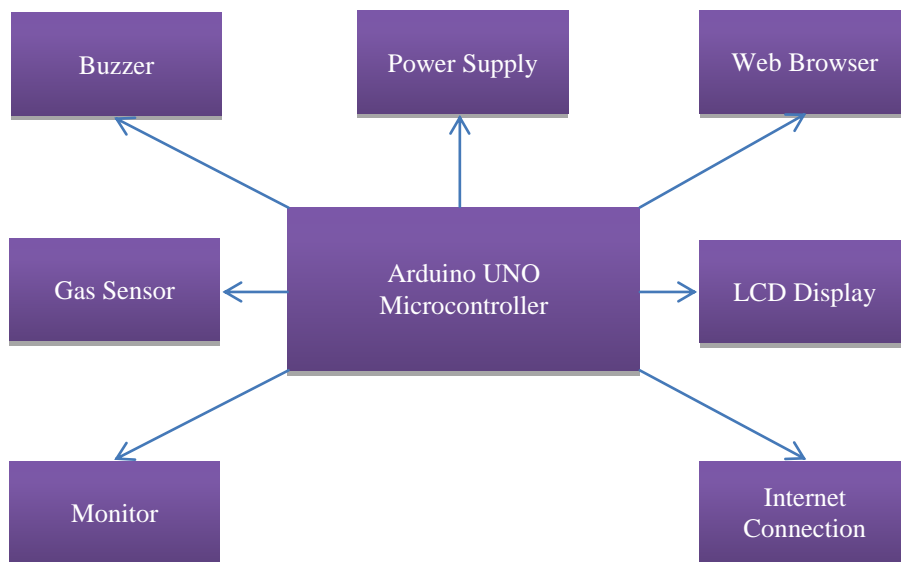 Buzzer
Power Supply
Web Browser
Gas Sensor
Arduino UNO
Microcontroller
LCD Display
Monitor
Internet
Connection